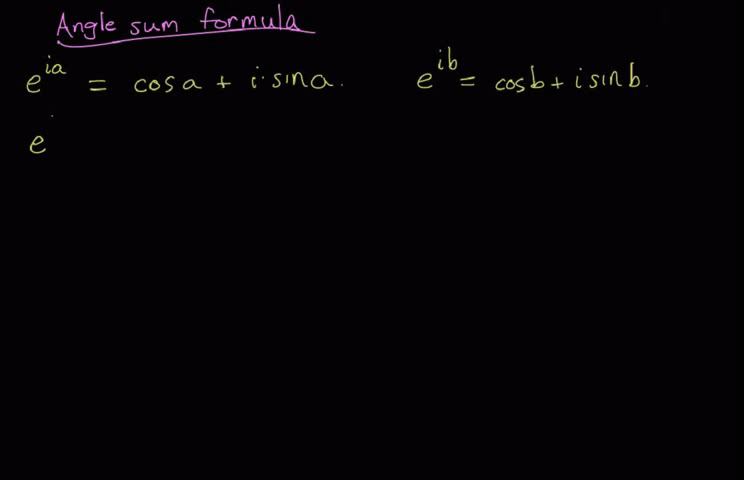 Angle sum formula
e^{ia} = cos a + i·sin a. e^{ib} = cos b + i sin b.
e